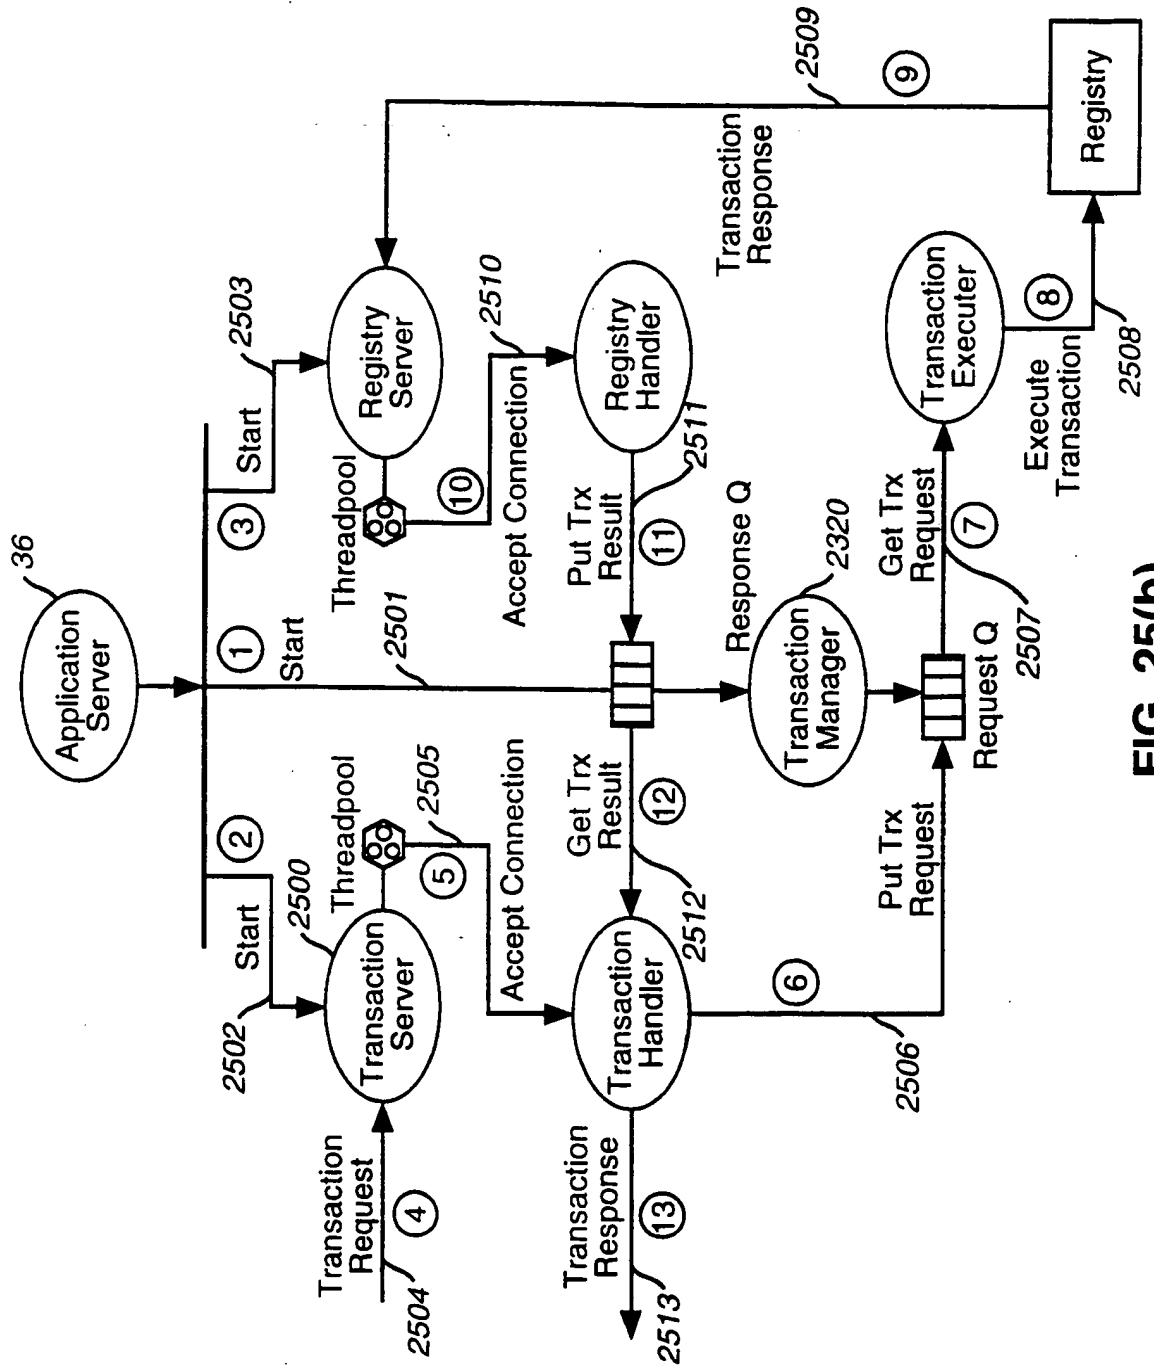 Application
Server
36
1
Start
2501
2
Start
2502
3
Start
2503
Transaction
Request
4
2504
Transaction
Server
2500
Threadpool
5
2505
Accept Connection
Threadpool
Registry
Server
10
2510
Accept Connection
Transaction
Response
9
2509
Transaction
Response
13
2513
Transaction
Handler
Get Trx
Result
12
2512
Response Q
Put Trx
Result
11
2511
Registry
Handler
Transaction
Manager
2320
6
2506
Put Trx
Request
Request Q
Get Trx
Request
7
2507
Transaction
Executer
Execute
Transaction
8
2508
Registry
FIG. 25(b)